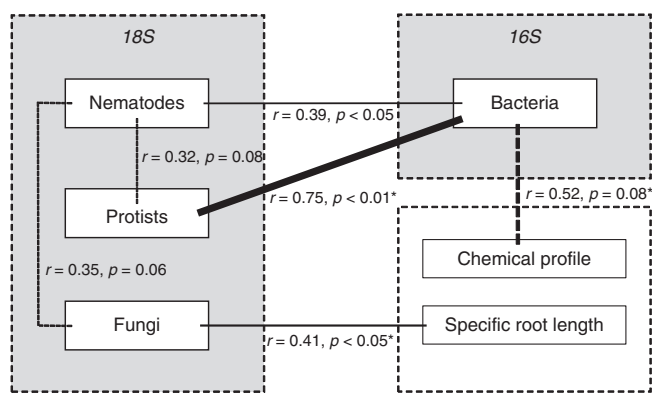 18S
16S
Nematodes
Bacteria
r = 0.39, p < 0.05
r = 0.32, p = 0.08
r = 0.52, p = 0.08*
r = 0.75, p < 0.01*
Protists
Chemical profile
r = 0.35, p = 0.06
Fungi
Specific root length
r = 0.41, p < 0.05*